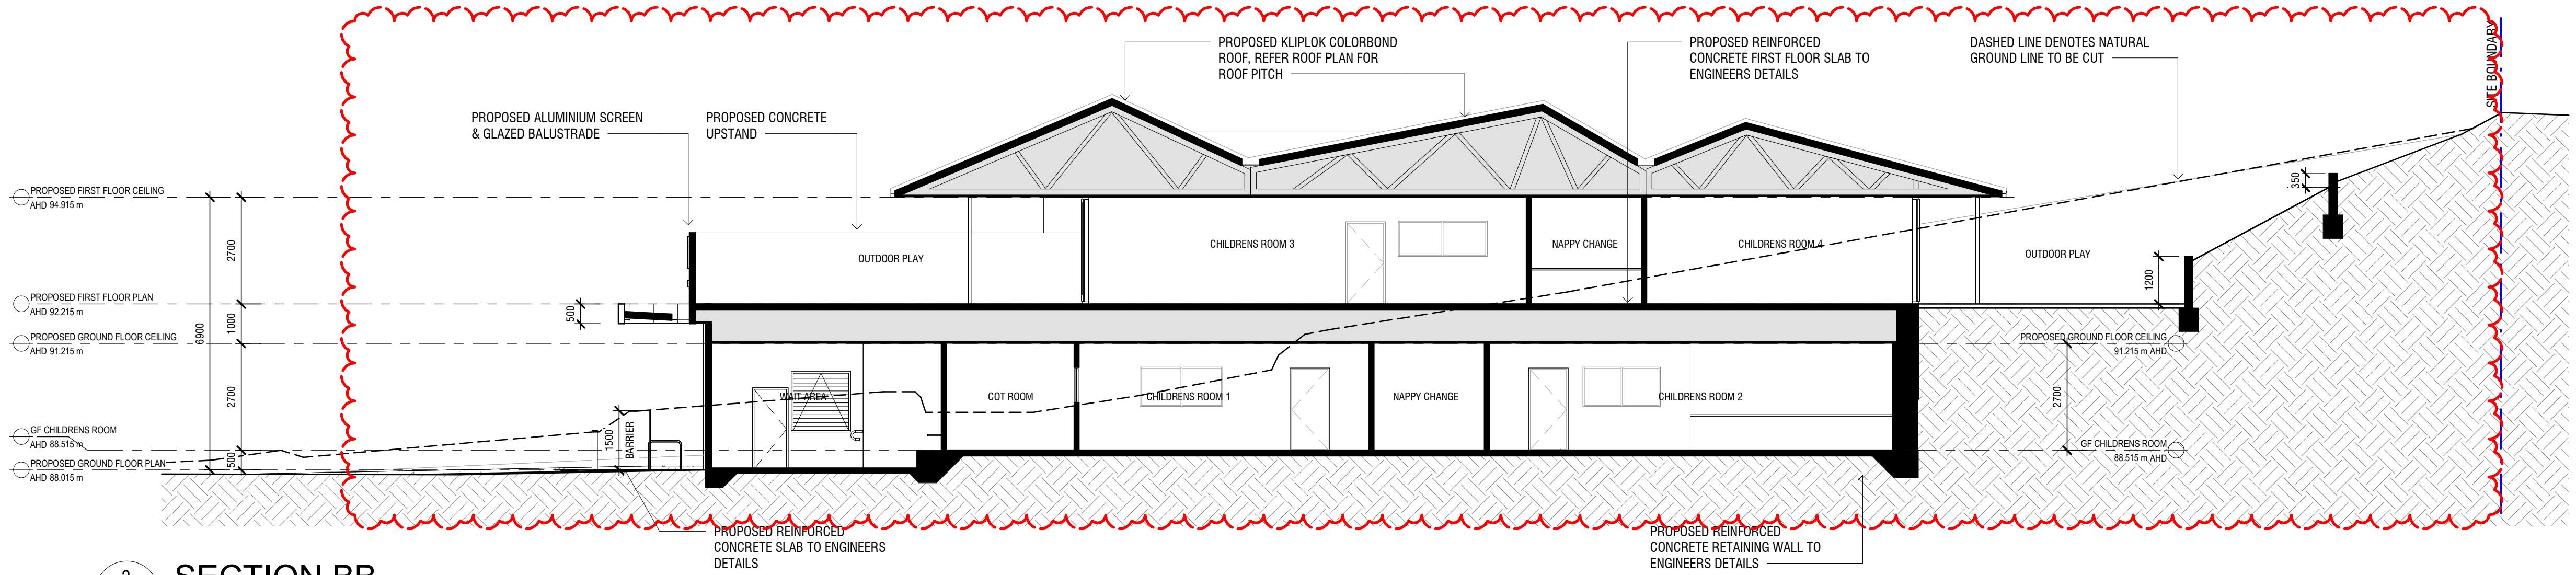 PROPOSED KLIPLOK COLORBOND
ROOF, REFER ROOF PLAN FOR
ROOF PITCH
PROPOSED REINFORCED
CONCRETE FIRST FLOOR SLAB TO
ENGINEERS DETAILS
DASHED LINE DENOTES NATURAL
GROUND LINE TO BE CUT
SITE BOUNDARY
PROPOSED ALUMINIUM SCREEN
& GLAZED BALUSTRADE
PROPOSED CONCRETE
UPSTAND
PROPOSED FIRST FLOOR CEILING
AHD 94.915 m
350
2700
OUTDOOR PLAY
CHILDRENS ROOM 3
NAPPY CHANGE
CHILDRENS ROOM 4
OUTDOOR PLAY
1200
PROPOSED FIRST FLOOR PLAN
AHD 92.215 m
500
1000
6900
PROPOSED GROUND FLOOR CEILING
AHD 91.215 m
PROPOSED GROUND FLOOR CEILING
91.215 m AHD
2700
WAIT AREA
COT ROOM
CHILDRENS ROOM 1
NAPPY CHANGE
CHILDRENS ROOM 2
2700
GF CHILDRENS ROOM
AHD 88.515 m
1500
BARRIER
GF CHILDRENS ROOM
88.515 m AHD
500
PROPOSED GROUND FLOOR PLAN
AHD 88.015 m
PROPOSED REINFORCED
CONCRETE SLAB TO ENGINEERS
DETAILS
PROPOSED REINFORCED
CONCRETE RETAINING WALL TO
ENGINEERS DETAILS
SECTION BB